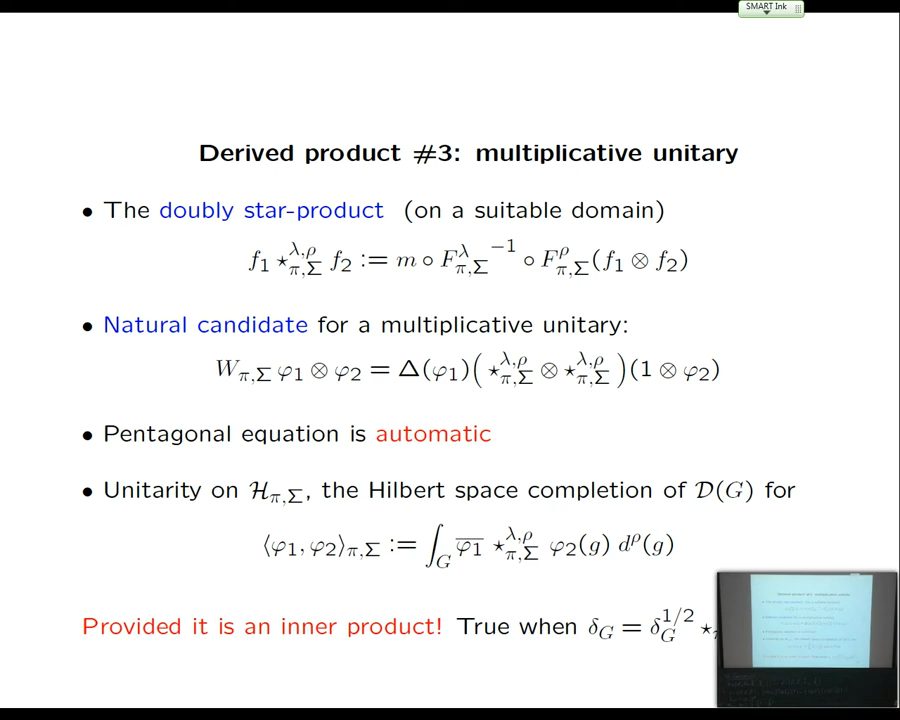 SMART Ink
Derived product #3: multiplicative unitary
• The doubly star-product (on a suitable domain)
f₁ ⋆_{π,Σ}^{λ,ρ} f₂ := m ∘ F_{π,Σ}^{λ}{}^{−1} ∘ F_{π,Σ}^{ρ}(f₁ ⊗ f₂)
• Natural candidate for a multiplicative unitary:
W_{π,Σ} φ₁ ⊗ φ₂ = Δ(φ₁)(⋆_{π,Σ}^{λ,ρ} ⊗ ⋆_{π,Σ}^{λ,ρ})(1 ⊗ φ₂)
• Pentagonal equation is automatic
• Unitarity on ℋ_{π,Σ}, the Hilbert space completion of 𝒟(G) for
⟨φ₁, φ₂⟩_{π,Σ} := ∫_G \overline{φ₁} ⋆_{π,Σ}^{λ,ρ} φ₂(g) d^ρ(g)
Provided it is an inner product! True when δ_G = δ_G^{1/2} ⋆